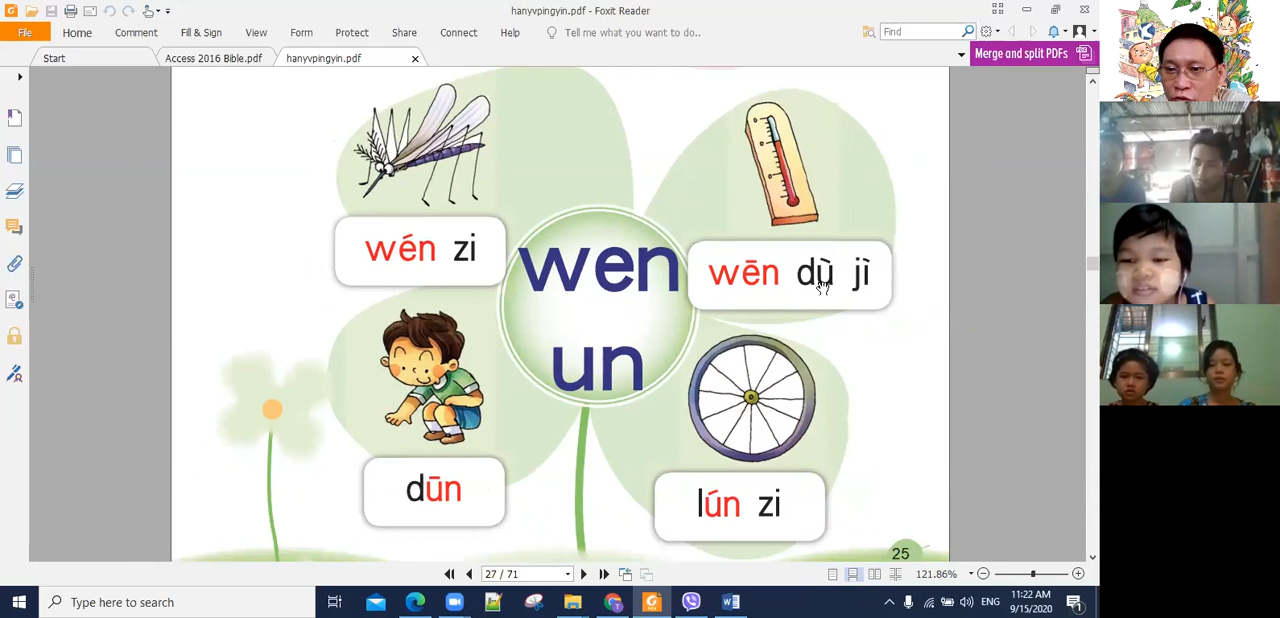 hanyvpingyin.pdf - Foxit Reader
File Home Comment Fill & Sign View Form Protect Share Connect Help Tell me what you want to do.. Find
Start Access 2016 Bible.pdf hanyvpingyin.pdf Merge and split PDFs
wén zi
wēn dù jì
wen
un
dūn
lún zi
25
27 / 71 121.86%
Type here to search ENG 11:22 AM
9/15/2020 1